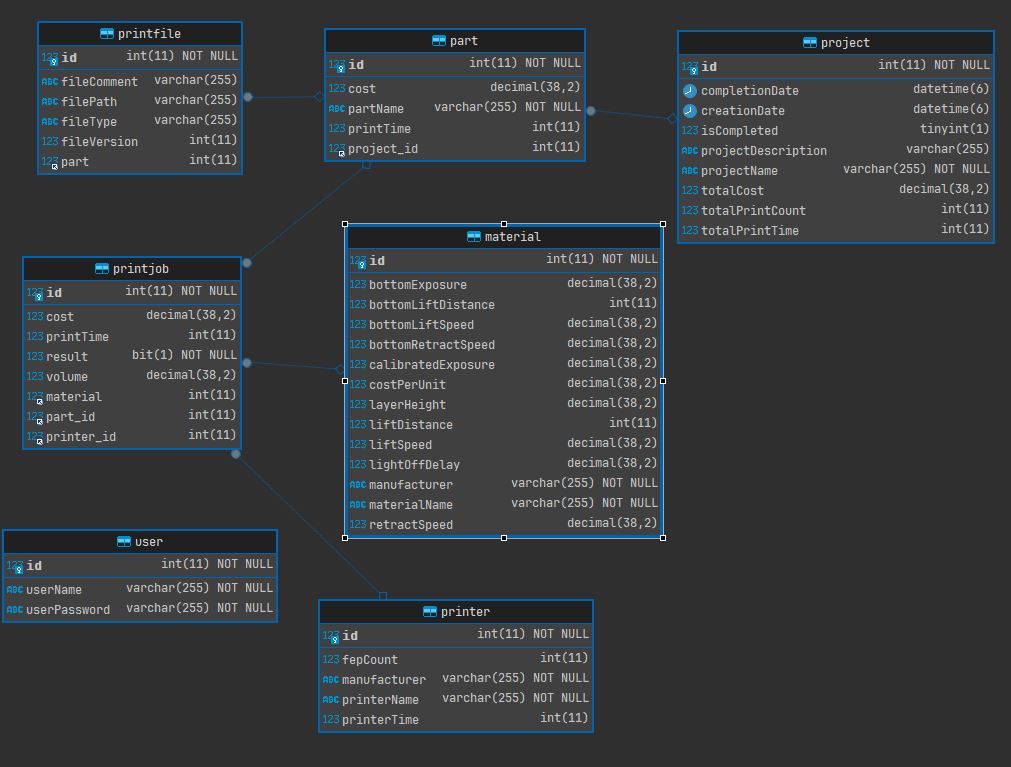 printfile
123 id int(11) NOT NULL
ABC fileComment varchar(255)
ABC filePath varchar(255)
ABC fileType varchar(255)
123 fileVersion int(11)
123 part int(11)
part
123 id int(11) NOT NULL
123 cost decimal(38,2)
ABC partName varchar(255) NOT NULL
123 printTime int(11)
123 project_id int(11)
project
123 id int(11) NOT NULL
completionDate datetime(6)
creationDate datetime(6)
123 isCompleted tinyint(1)
ABC projectDescription varchar(255)
ABC projectName varchar(255) NOT NULL
123 totalCost decimal(38,2)
123 totalPrintCount int(11)
123 totalPrintTime int(11)
printjob
123 id int(11) NOT NULL
123 cost decimal(38,2)
123 printTime int(11)
123 result bit(1) NOT NULL
123 volume decimal(38,2)
123 material int(11)
123 part_id int(11)
123 printer_id int(11)
material
123 id int(11) NOT NULL
123 bottomExposure decimal(38,2)
123 bottomLiftDistance int(11)
123 bottomLiftSpeed decimal(38,2)
123 bottomRetractSpeed decimal(38,2)
123 calibratedExposure decimal(38,2)
123 costPerUnit decimal(38,2)
123 layerHeight decimal(38,2)
123 liftDistance int(11)
123 liftSpeed decimal(38,2)
123 lightOffDelay decimal(38,2)
ABC manufacturer varchar(255) NOT NULL
ABC materialName varchar(255) NOT NULL
123 retractSpeed decimal(38,2)
user
123 id int(11) NOT NULL
ABC userName varchar(255) NOT NULL
ABC userPassword varchar(255) NOT NULL
printer
123 id int(11) NOT NULL
123 fepCount int(11)
ABC manufacturer varchar(255) NOT NULL
ABC printerName varchar(255) NOT NULL
123 printerTime int(11)